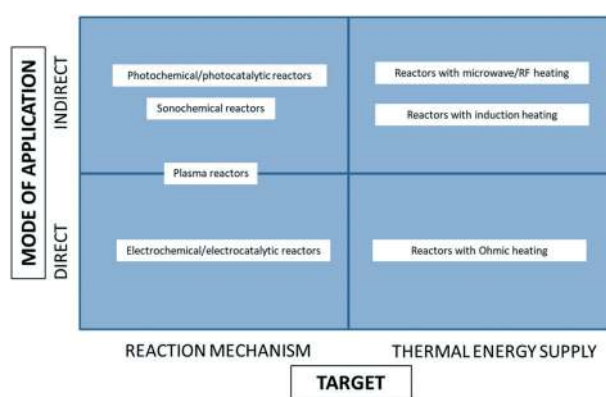 MODE OF APPLICATION
INDIRECT
DIRECT
Photochemical/photocatalytic reactors
Sonochemical reactors
Reactors with microwave/RF heating
Reactors with induction heating
Plasma reactors
Electrochemical/electrocatalytic reactors
Reactors with Ohmic heating
REACTION MECHANISM
THERMAL ENERGY SUPPLY
TARGET